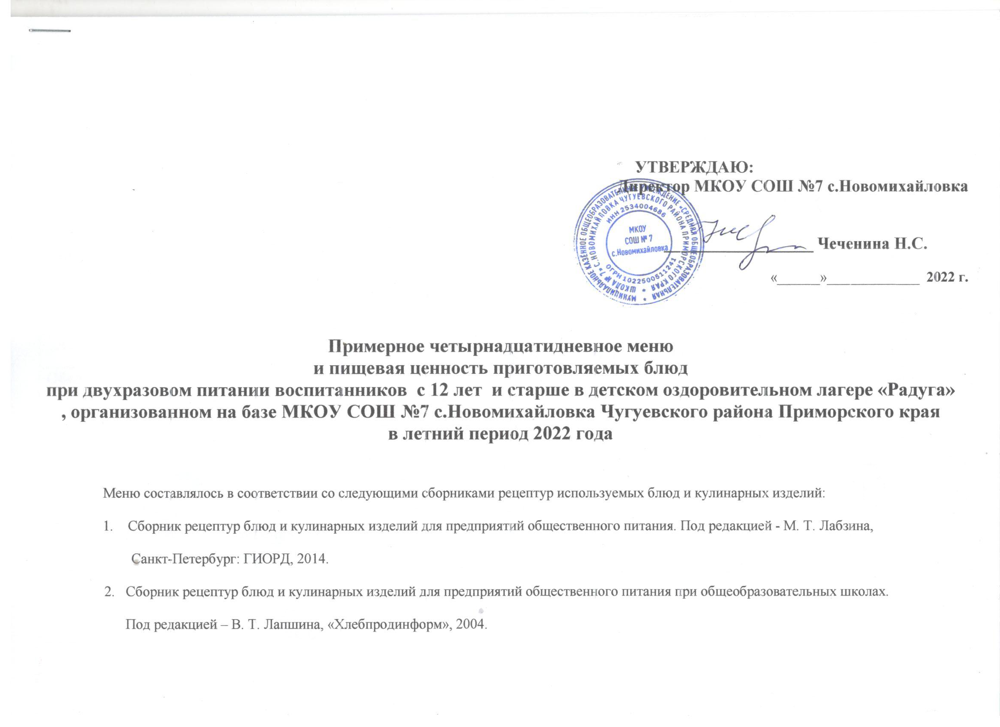 УТВЕРЖДАЮ:
Директор МКОУ СОШ №7 с.Новомихайловка
МУНИЦИПАЛЬНОЕ КАЗЁННОЕ ОБЩЕОБРАЗОВАТЕЛЬНОЕ УЧРЕЖДЕНИЕ «СРЕДНЯЯ ОБЩЕОБРАЗОВАТЕЛЬНАЯ
ШКОЛА № 7» С.НОВОМИХАЙЛОВКА ЧУГУЕВСКОГО РАЙОНА ПРИМОРСКОГО КРАЯ
ИНН 2534004686
МКОУ
СОШ № 7
с.Новомихайловка
ОГРН 1022500511241
Чеченина Н.С.
«______»_____________ 2022 г.
Примерное четырнадцатидневное меню
и пищевая ценность приготовляемых блюд
при двухразовом питании воспитанников с 12 лет и старше в детском оздоровительном лагере «Радуга»
, организованном на базе МКОУ СОШ №7 с.Новомихайловка Чугуевского района Приморского края
в летний период 2022 года
Меню составлялось в соответствии со следующими сборниками рецептур используемых блюд и кулинарных изделий:
1. Сборник рецептур блюд и кулинарных изделий для предприятий общественного питания. Под редакцией - М. Т. Лабзина,
Санкт-Петербург: ГИОРД, 2014.
2. Сборник рецептур блюд и кулинарных изделий для предприятий общественного питания при общеобразовательных школах.
Под редакцией – В. Т. Лапшина, «Хлебпродинформ», 2004.